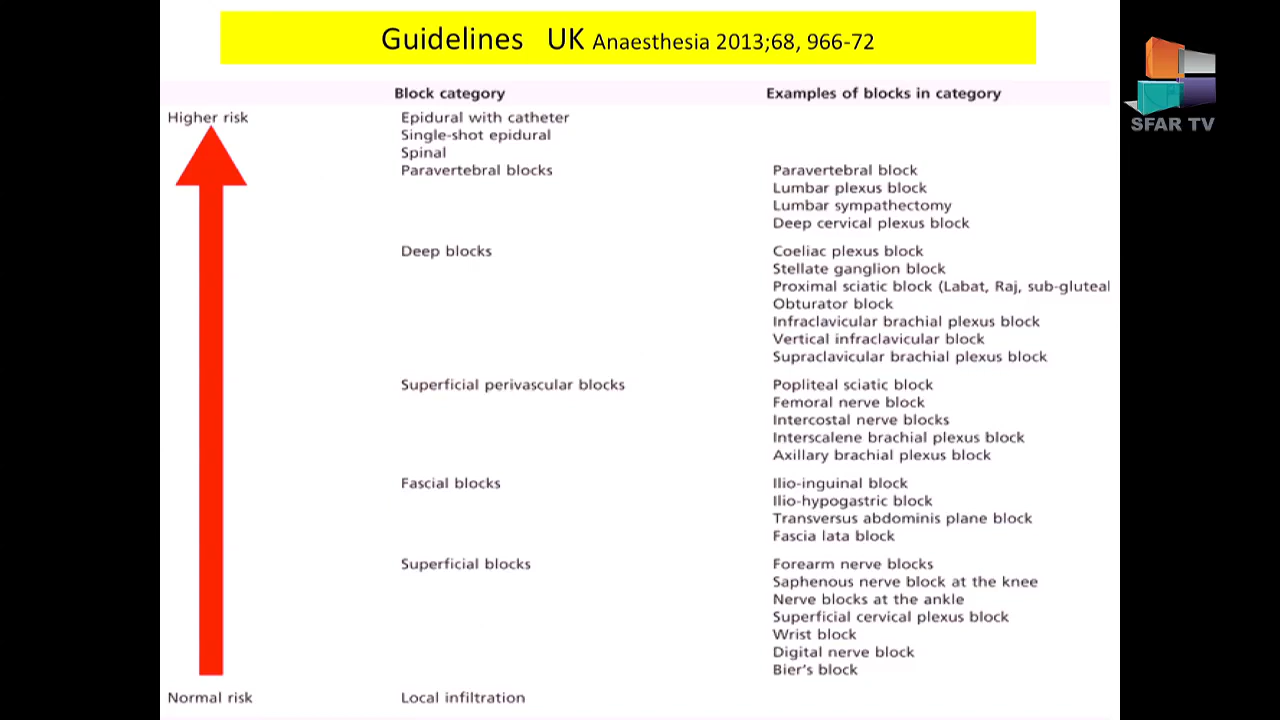 Guidelines UK Anaesthesia 2013;68, 966-72
SFAR TV
Block category Examples of blocks in category
Higher risk Epidural with catheter
Single-shot epidural
Spinal
Paravertebral blocks Paravertebral block
Lumbar plexus block
Lumbar sympathectomy
Deep cervical plexus block
Deep blocks Coeliac plexus block
Stellate ganglion block
Proximal sciatic block (Labat, Raj, sub-gluteal
Obturator block
Infraclavicular brachial plexus block
Vertical infraclavicular block
Supraclavicular brachial plexus block
Superficial perivascular blocks Popliteal sciatic block
Femoral nerve block
Intercostal nerve blocks
Interscalene brachial plexus block
Axillary brachial plexus block
Fascial blocks Ilio-inguinal block
Ilio-hypogastric block
Transversus abdominis plane block
Fascia lata block
Superficial blocks Forearm nerve blocks
Saphenous nerve block at the knee
Nerve blocks at the ankle
Superficial cervical plexus block
Wrist block
Digital nerve block
Bier's block
Normal risk Local infiltration